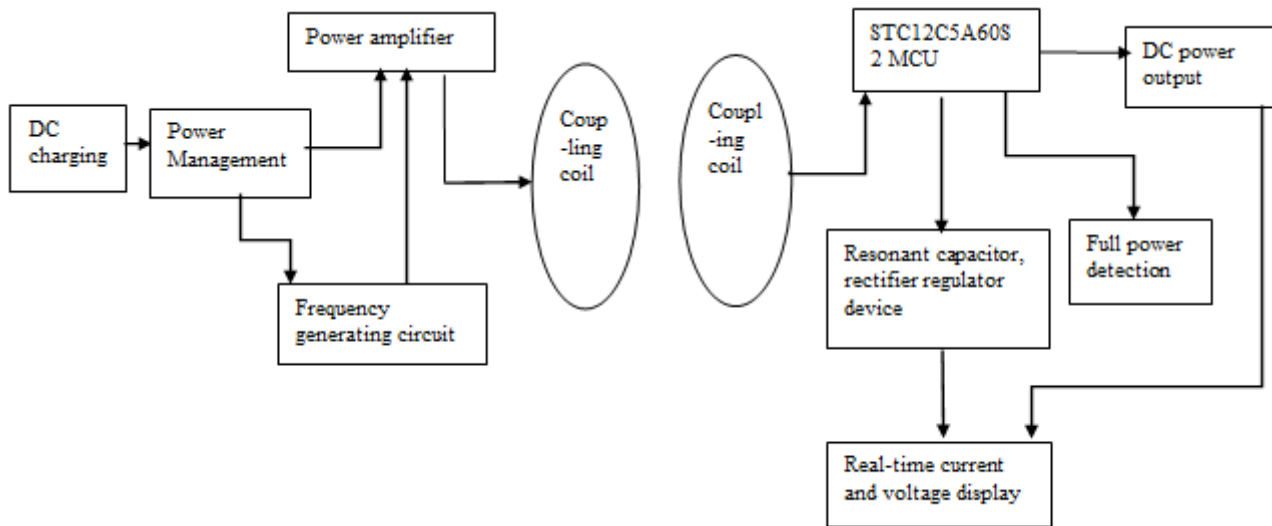 DC
charging
Power
Management
Power amplifier
Frequency
generating circuit
Coup
-ling
coil
Coupl
-ing
coil
STC12C5A60S
2 MCU
DC power
output
Resonant capacitor,
rectifier regulator
device
Full power
detection
Real-time current
and voltage display